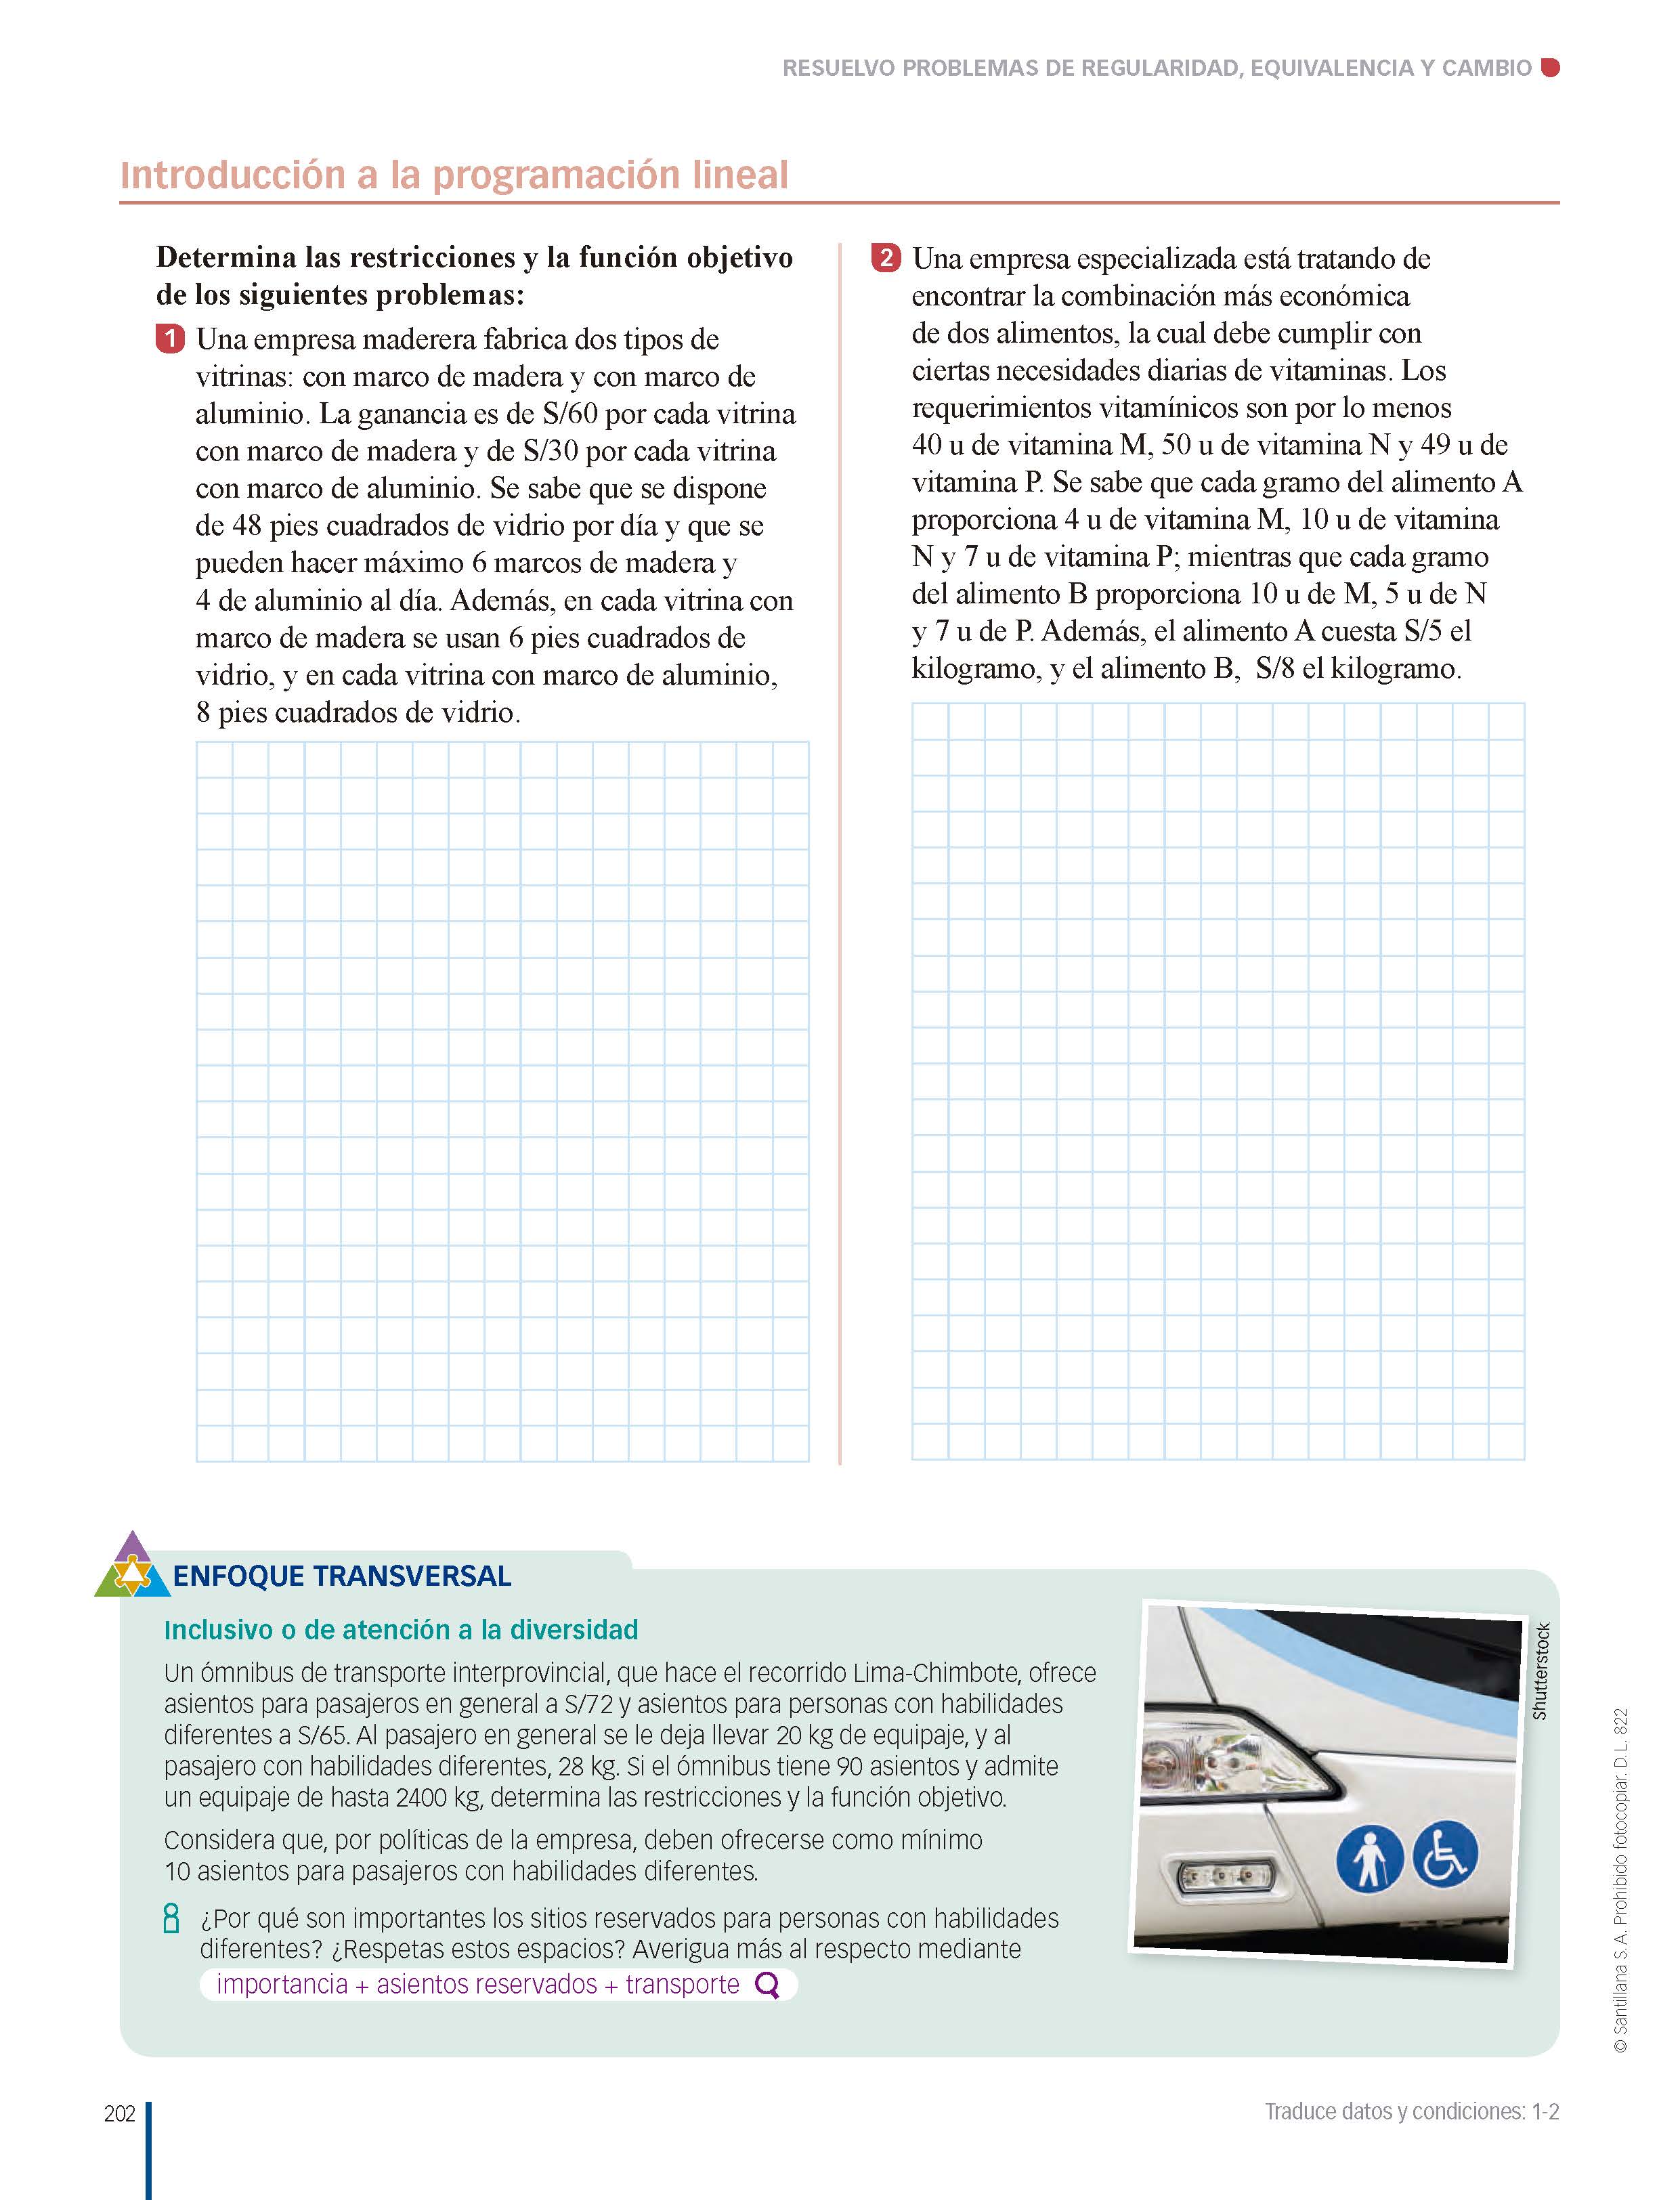 RESUELVO PROBLEMAS DE REGULARIDAD, EQUIVALENCIA Y CAMBIO
Introducción a la programación lineal
Determina las restricciones y la función objetivo
de los siguientes problemas:
1 Una empresa maderera fabrica dos tipos de
vitrinas: con marco de madera y con marco de
aluminio. La ganancia es de S/60 por cada vitrina
con marco de madera y de S/30 por cada vitrina
con marco de aluminio. Se sabe que se dispone
de 48 pies cuadrados de vidrio por día y que se
pueden hacer máximo 6 marcos de madera y
4 de aluminio al día. Además, en cada vitrina con
marco de madera se usan 6 pies cuadrados de
vidrio, y en cada vitrina con marco de aluminio,
8 pies cuadrados de vidrio.
2 Una empresa especializada está tratando de
encontrar la combinación más económica
de dos alimentos, la cual debe cumplir con
ciertas necesidades diarias de vitaminas. Los
requerimientos vitamínicos son por lo menos
40 u de vitamina M, 50 u de vitamina N y 49 u de
vitamina P. Se sabe que cada gramo del alimento A
proporciona 4 u de vitamina M, 10 u de vitamina
N y 7 u de vitamina P; mientras que cada gramo
del alimento B proporciona 10 u de M, 5 u de N
y 7 u de P. Además, el alimento A cuesta S/5 el
kilogramo, y el alimento B, S/8 el kilogramo.
ENFOQUE TRANSVERSAL
Inclusivo o de atención a la diversidad
Un ómnibus de transporte interprovincial, que hace el recorrido Lima-Chimbote, ofrece
asientos para pasajeros en general a S/72 y asientos para personas con habilidades
diferentes a S/65. Al pasajero en general se le deja llevar 20 kg de equipaje, y al
pasajero con habilidades diferentes, 28 kg. Si el ómnibus tiene 90 asientos y admite
un equipaje de hasta 2400 kg, determina las restricciones y la función objetivo.
Considera que, por políticas de la empresa, deben ofrecerse como mínimo
10 asientos para pasajeros con habilidades diferentes.
¿Por qué son importantes los sitios reservados para personas con habilidades
diferentes? ¿Respetas estos espacios? Averigua más al respecto mediante
importancia + asientos reservados + transporte
Shutterstock
© Santillana S. A. Prohibido fotocopiar. D. L. 822
202
Traduce datos y condiciones: 1-2